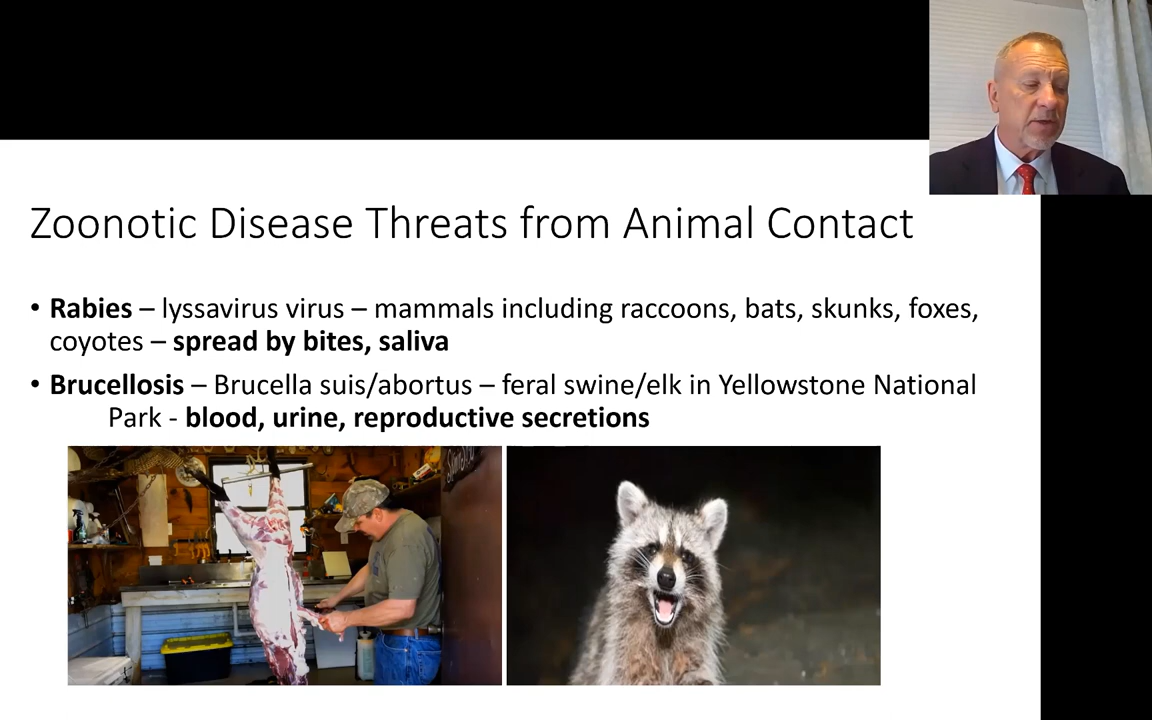 Zoonotic Disease Threats from Animal Contact
• Rabies – lyssavirus virus – mammals including raccoons, bats, skunks, foxes,
coyotes – spread by bites, saliva
• Brucellosis – Brucella suis/abortus – feral swine/elk in Yellowstone National
Park - blood, urine, reproductive secretions